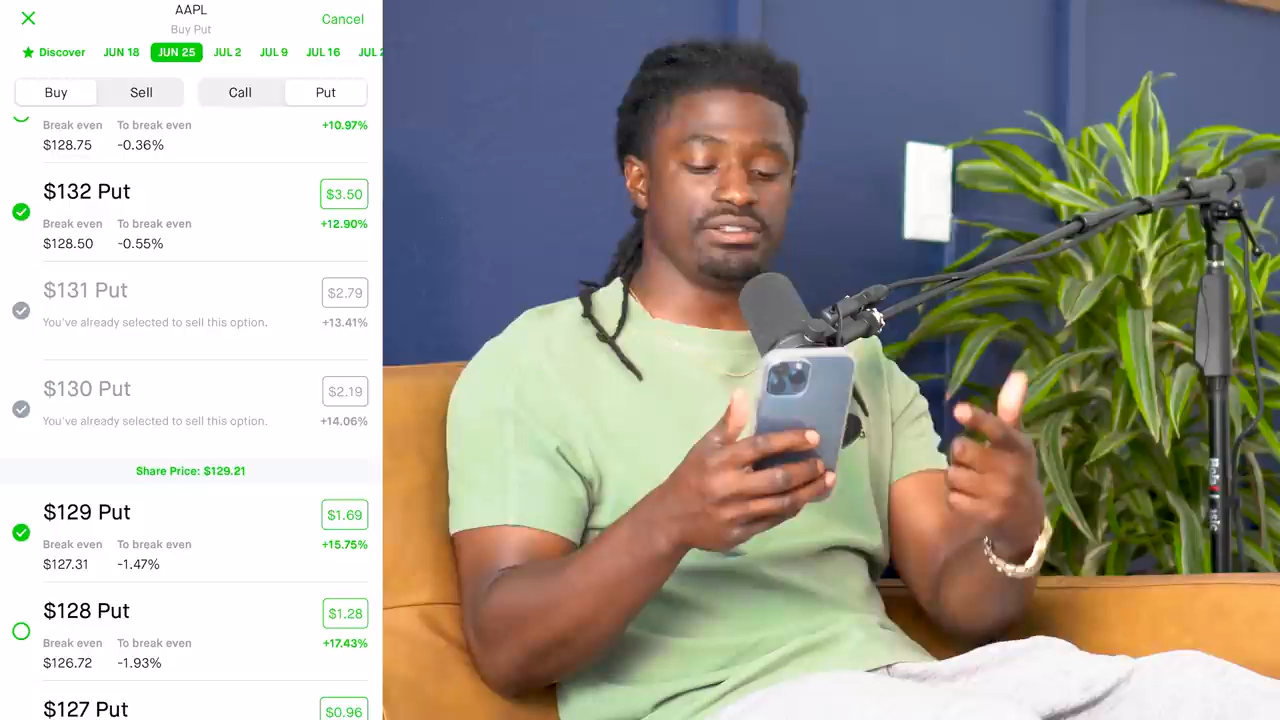 AAPL
Buy Put
Cancel
Discover JUN 18 JUN 25 JUL 2 JUL 9 JUL 16 JUL 2
Buy Sell Call Put
Break even To break even +10.97%
$128.75 -0.36%
$132 Put $3.50
Break even To break even +12.90%
$128.50 -0.55%
$131 Put $2.79
You've already selected to sell this option. +13.41%
$130 Put $2.19
You've already selected to sell this option. +14.06%
Share Price: $129.21
$129 Put $1.69
Break even To break even +15.75%
$127.31 -1.47%
$128 Put $1.28
Break even To break even +17.43%
$126.72 -1.93%
$127 Put $0.96